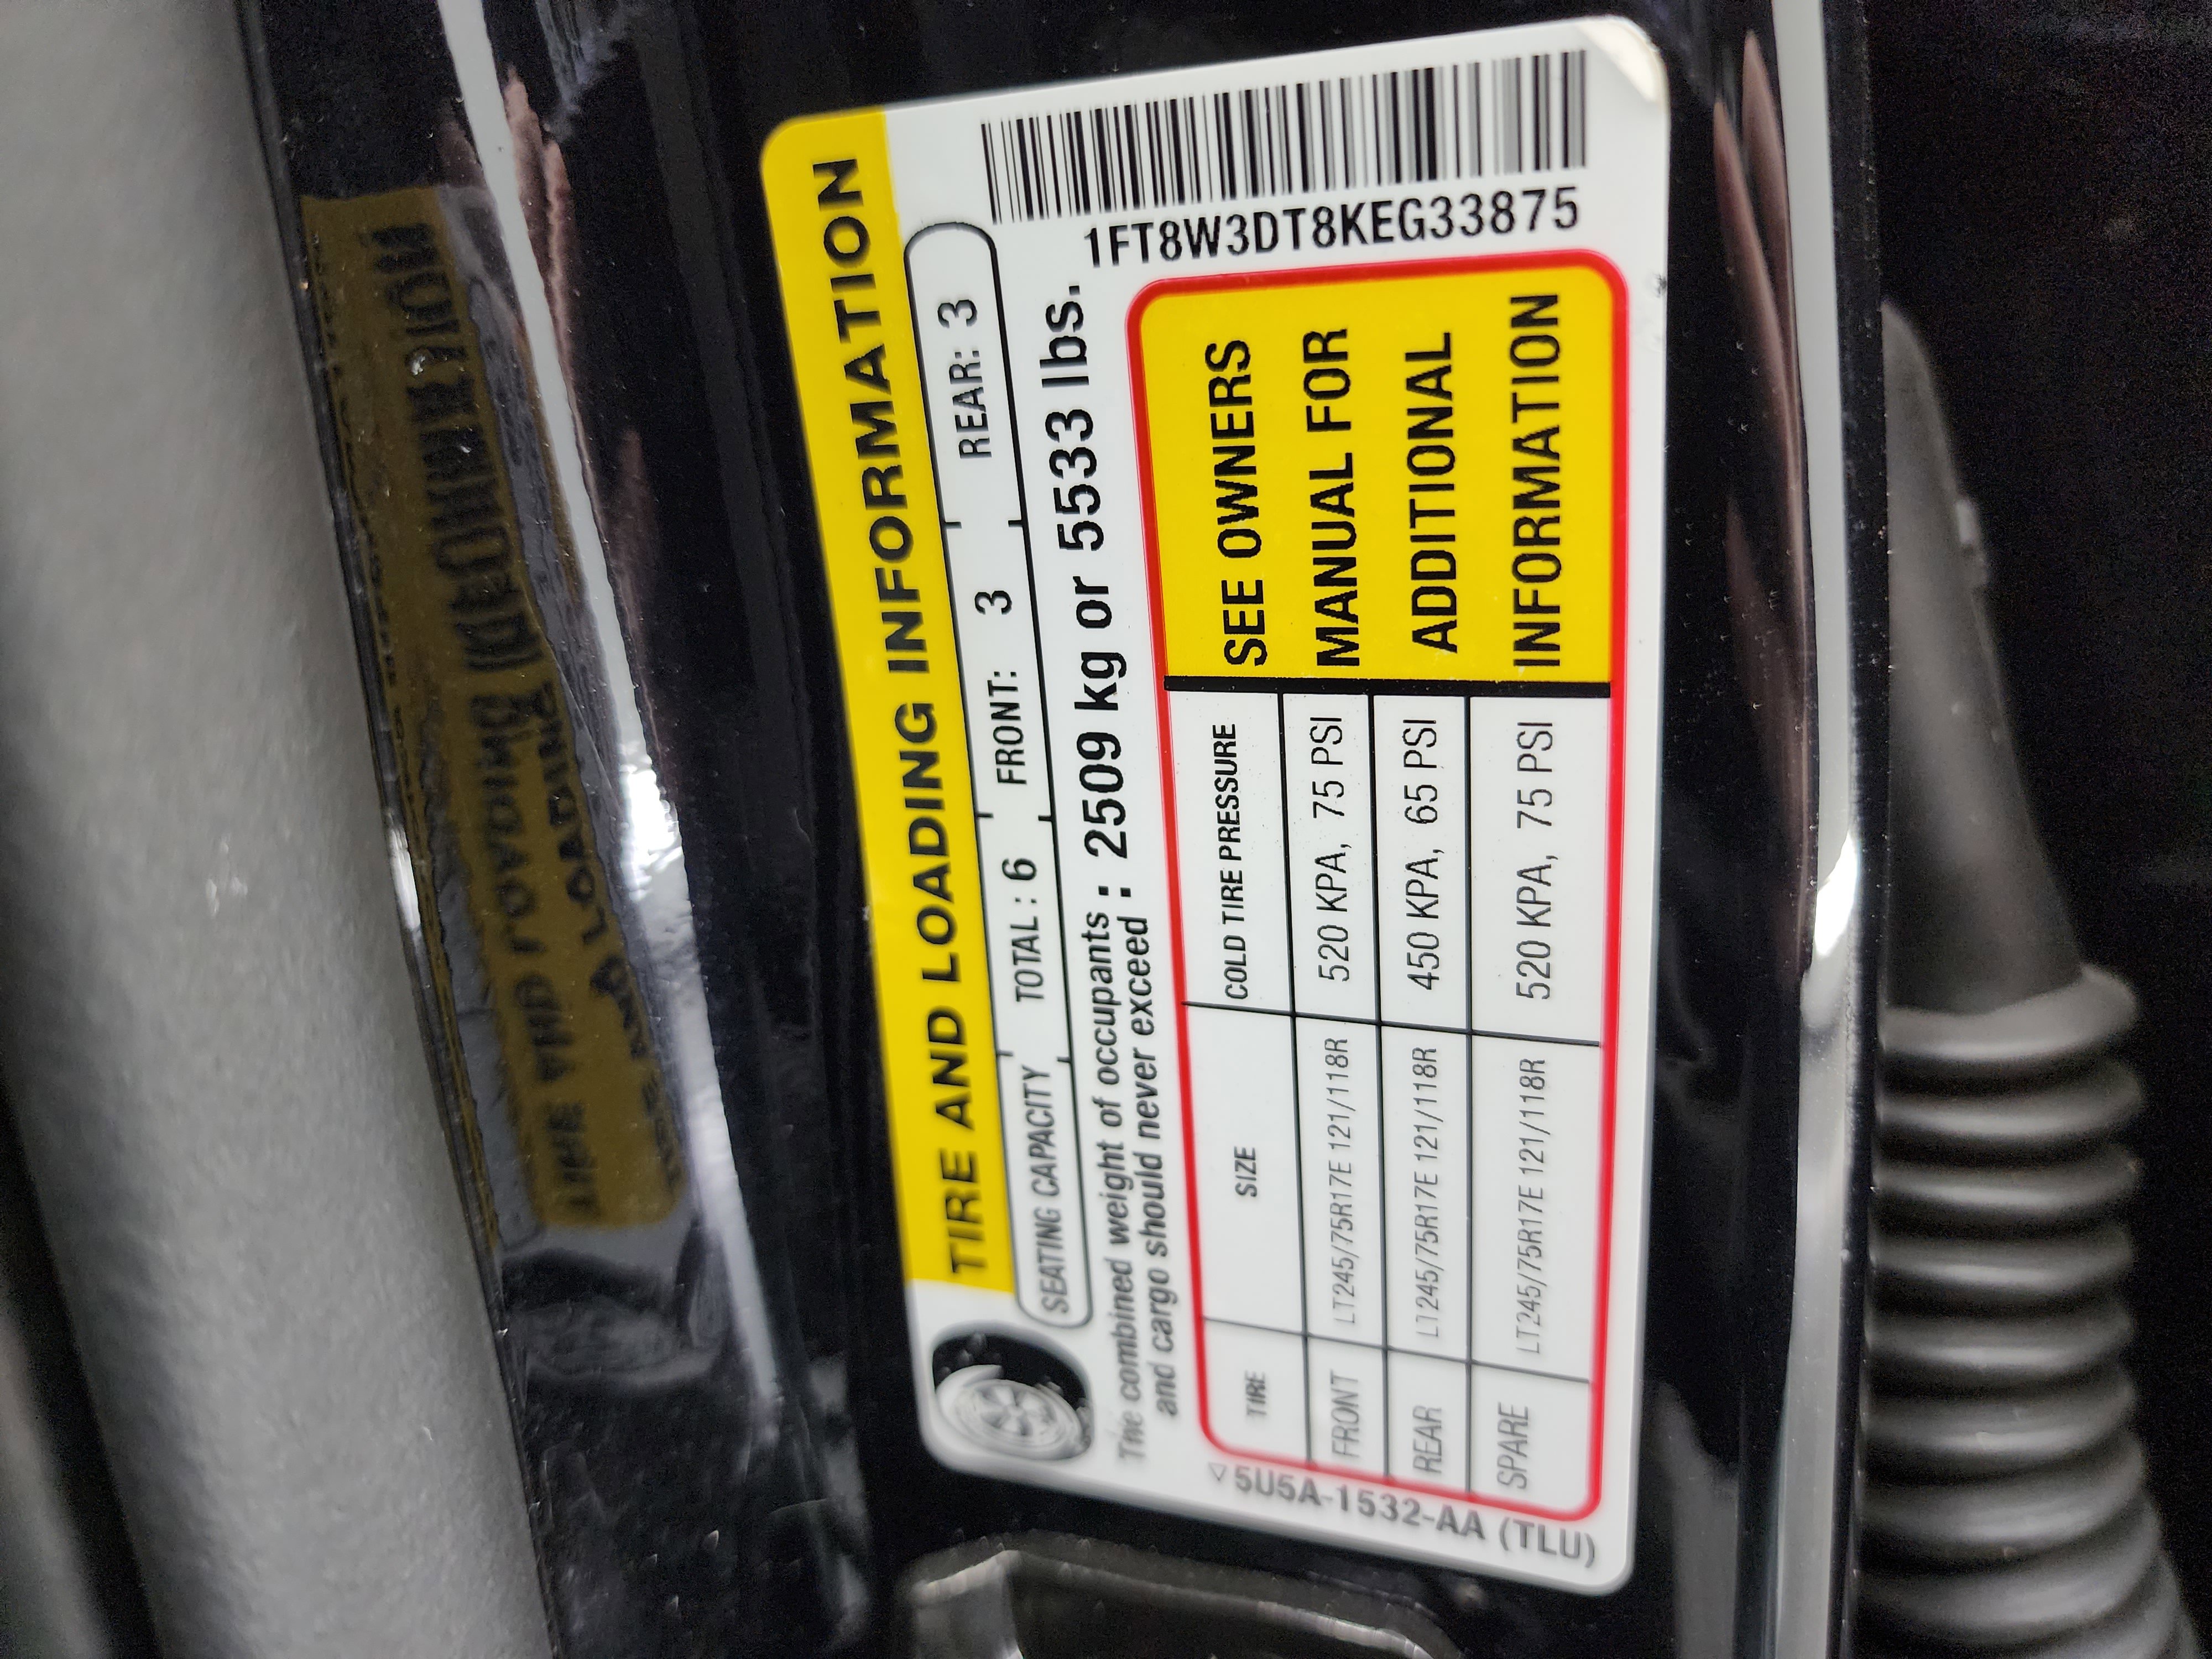 TIRE AND LOADING INFORMATION
SEATING CAPACITY TOTAL : 6 FRONT: 3 REAR: 3
The combined weight of occupants
and cargo should never exceed : 2509 kg or 5533 lbs.
TIRE SIZE COLD TIRE PRESSURE
FRONT LT245/75R17E 121/118R 520 KPA, 75 PSI
REAR LT245/75R17E 121/118R 450 KPA, 65 PSI
SPARE LT245/75R17E 121/118R 520 KPA, 75 PSI
SEE OWNERS
MANUAL FOR
ADDITIONAL
INFORMATION
1FT8W3DT8KEG33875
5U5A-1532-AA (TLU)